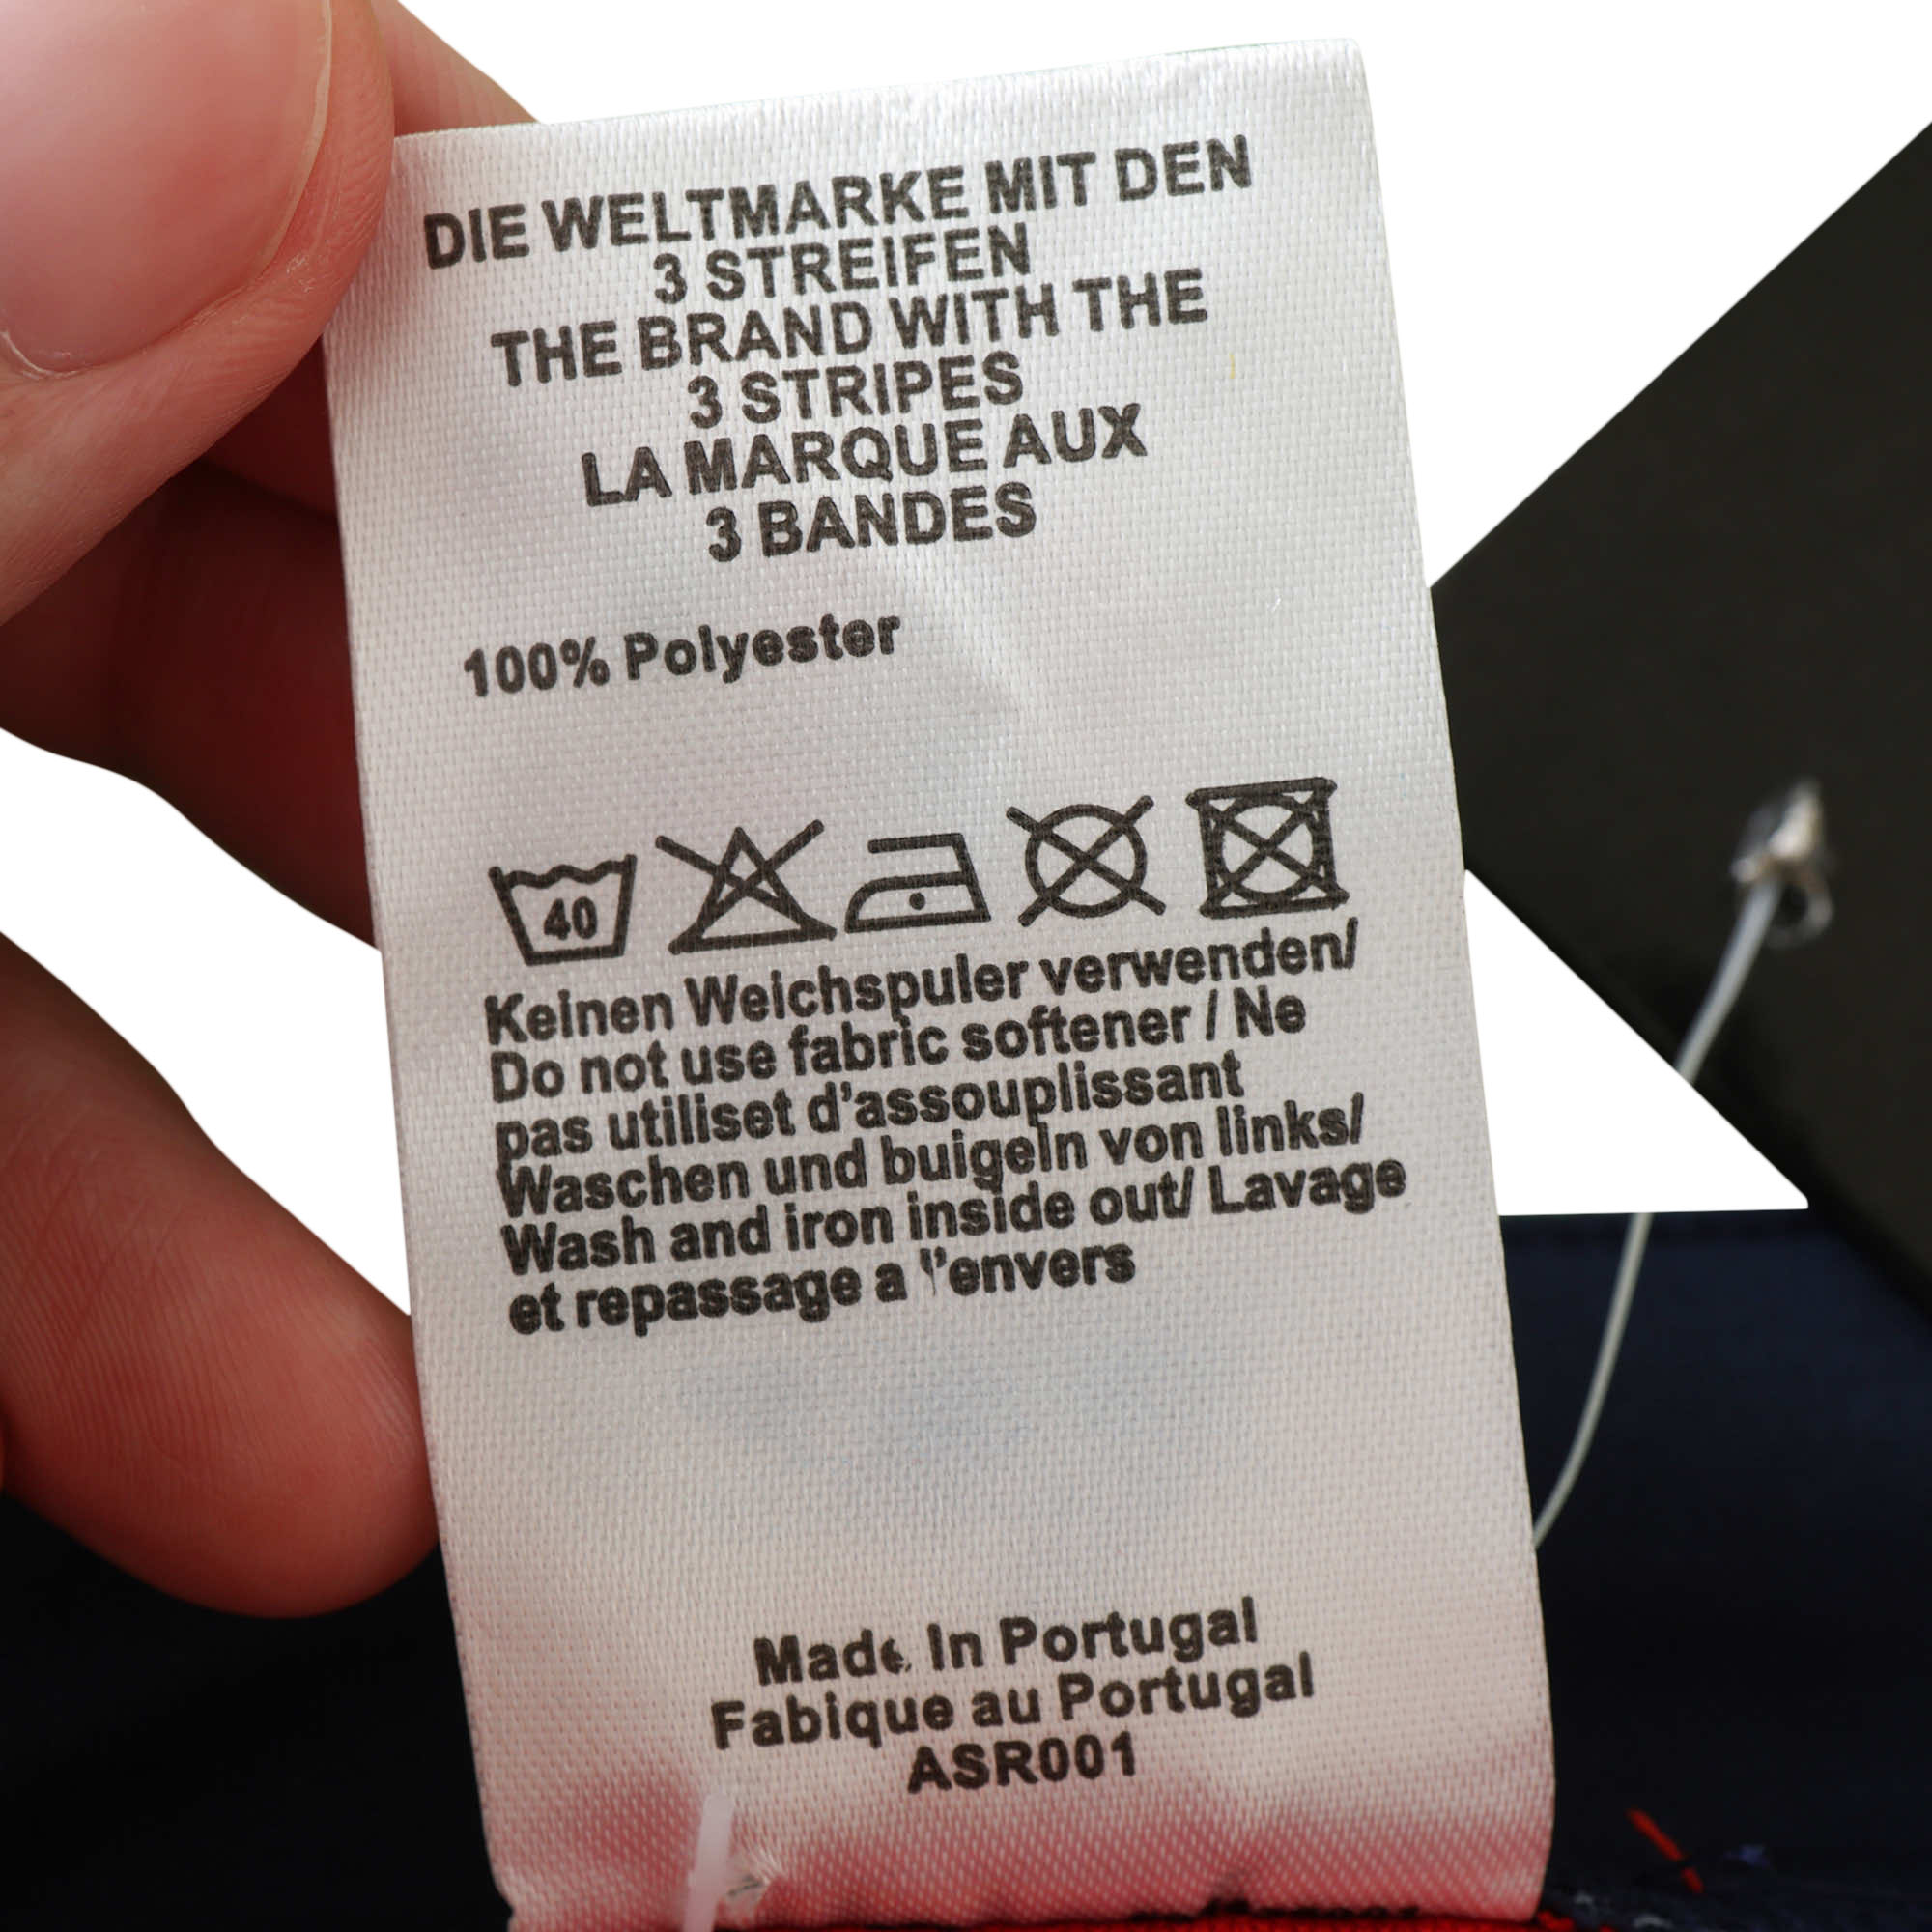 DIE WELTMARKE MIT DEN
3 STREIFEN
THE BRAND WITH THE
3 STRIPES
LA MARQUE AUX
3 BANDES
100% Polyester
40
Keinen Weichspuler verwenden/
Do not use fabric softener / Ne
pas utiliset d'assouplissant
Waschen und buigeln von links/
Wash and iron inside out/ Lavage
et repassage a l'envers
Made In Portugal
Fabique au Portugal
ASR001